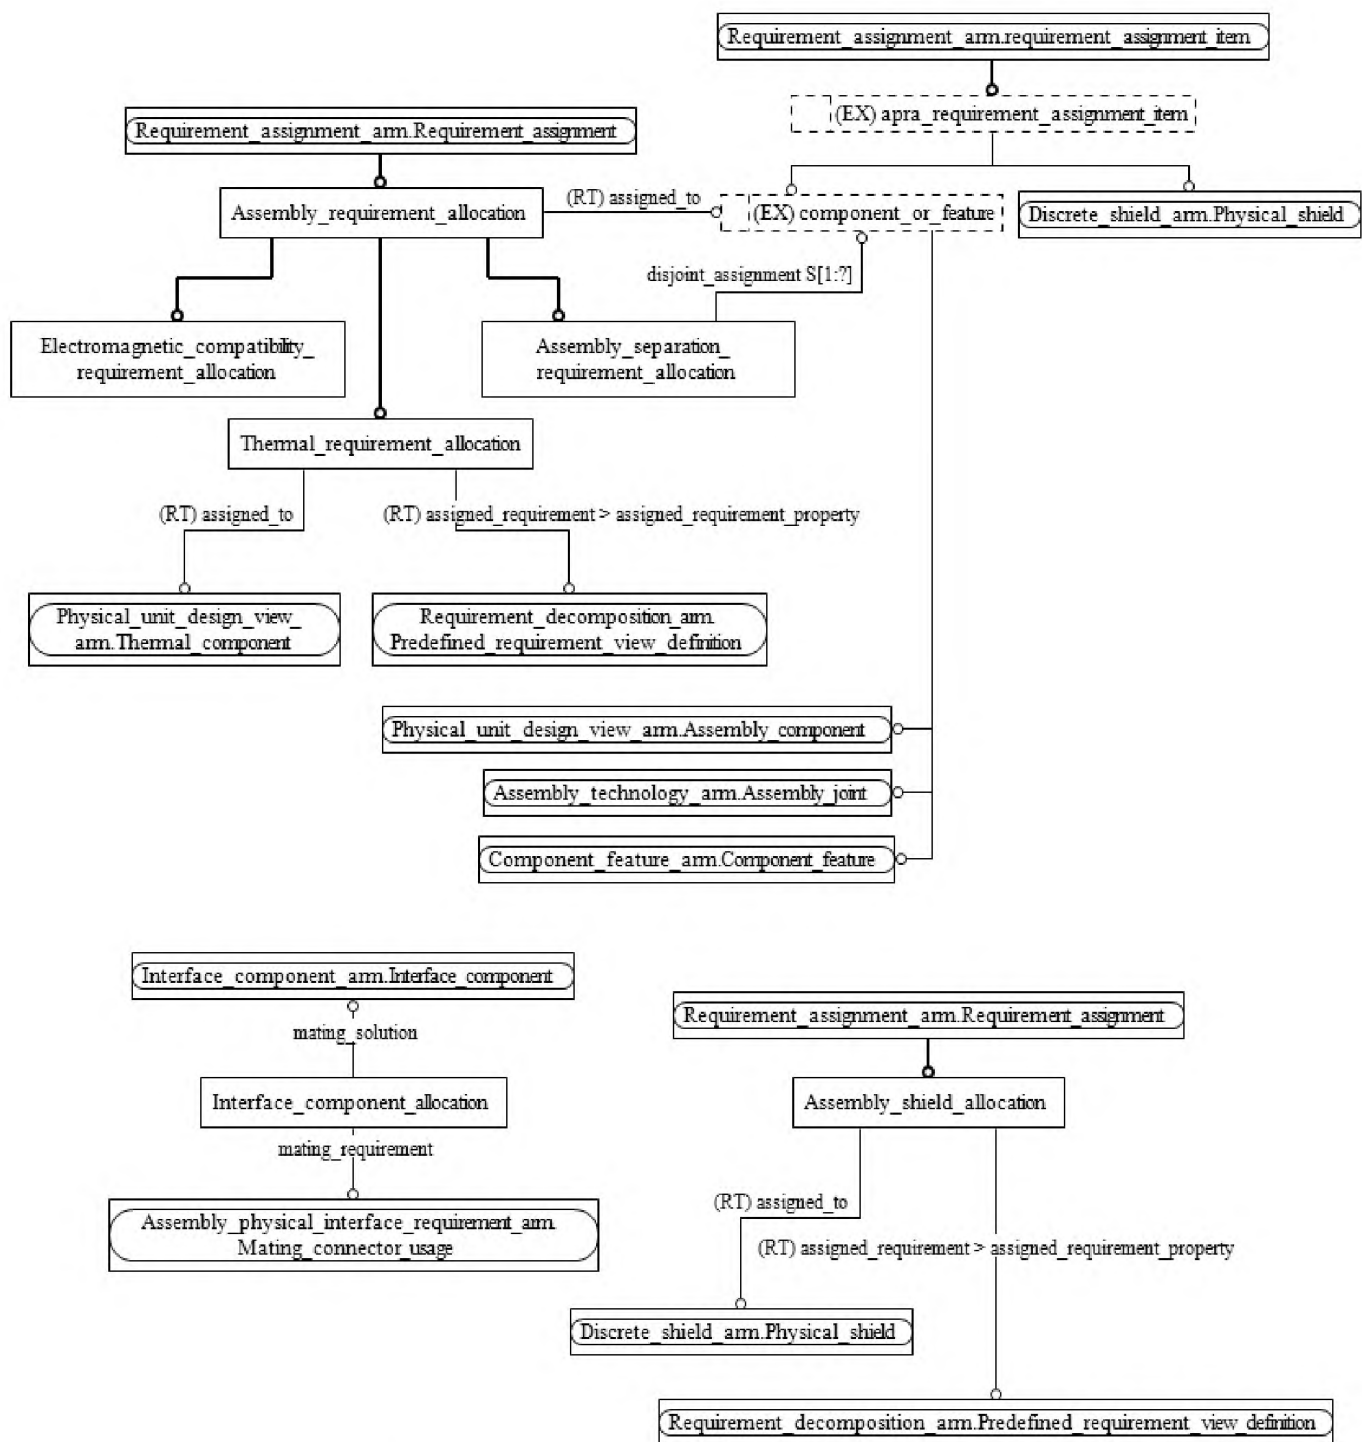 Requirement_assignment_arm.requirement_assignment_item
(EX) apra_requirement_assignment_item
Requirement_assignment_arm.Requirement_assignment
Assembly_requirement_allocation
(RT) assigned_to
(EX) component_or_feature
Discrete_shield_arm.Physical_shield
disjoint_assignment S[1:?]
Electromagnetic_compatibility_
requirement_allocation
Assembly_separation_
requirement_allocation
Thermal_requirement_allocation
(RT) assigned_to
(RT) assigned_requirement > assigned_requirement_property
Physical_unit_design_view_
arm.Thermal_component
Requirement_decomposition_arm.
Predefined_requirement_view_definition
Physical_unit_design_view_arm.Assembly_component
Assembly_technology_arm.Assembly_joint
Component_feature_arm.Component_feature
Interface_component_arm.Interface_component
mating_solution
Interface_component_allocation
mating_requirement
Assembly_physical_interface_requirement_arm.
Mating_connector_usage
Requirement_assignment_arm.Requirement_assignment
Assembly_shield_allocation
(RT) assigned_to
(RT) assigned_requirement > assigned_requirement_property
Discrete_shield_arm.Physical_shield
Requirement_decomposition_arm.Predefined_requirement_view_definition